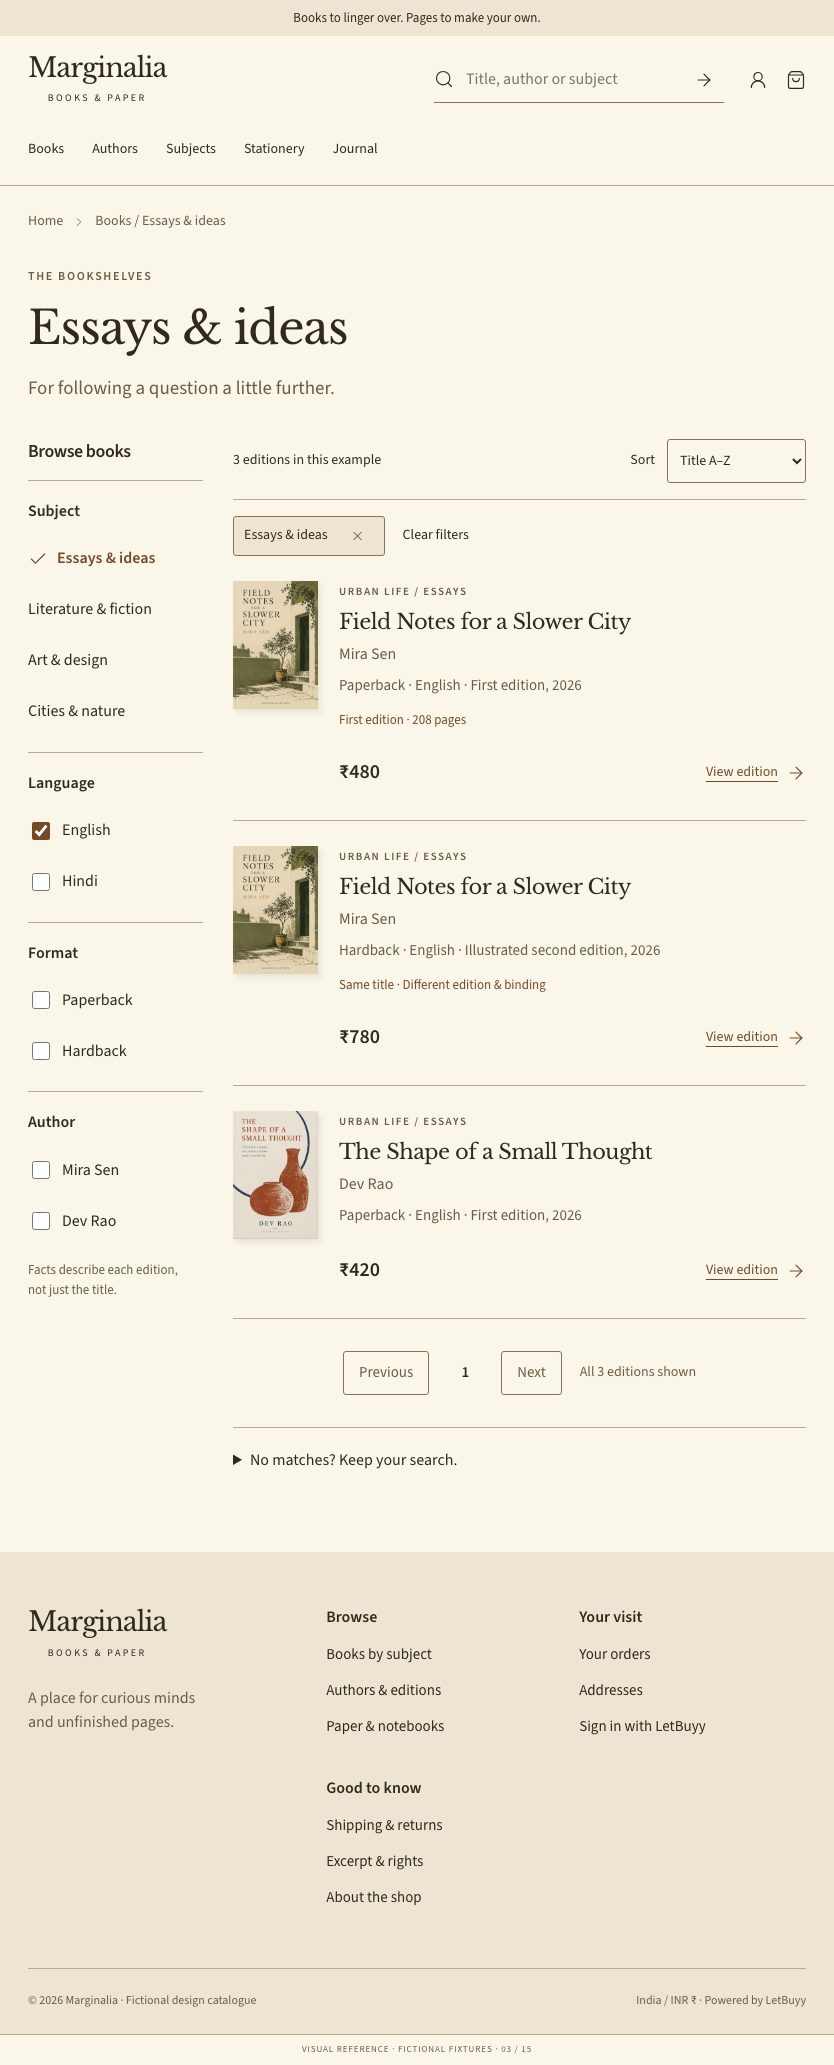 Books to linger over. Pages to make your own.
Marginalia
BOOKS & PAPER
Title, author or subject
Books Authors Subjects Stationery Journal
Home Books / Essays & ideas
THE BOOKSHELVES
Essays & ideas
For following a question a little further.
Browse books
Subject
Essays & ideas
Literature & fiction
Art & design
Cities & nature
Language
English
Hindi
Format
Paperback
Hardback
Author
Mira Sen
Dev Rao
Facts describe each edition,
not just the title.
3 editions in this example
Sort Title A–Z
Essays & ideas Clear filters
FIELD
NOTES
FOR A
SLOWER
CITY
MIRA SEN
URBAN LIFE / ESSAYS
Field Notes for a Slower City
Mira Sen
Paperback · English · First edition, 2026
First edition · 208 pages
₹480 View edition
FIELD
NOTES
FOR A
SLOWER
CITY
MIRA SEN
URBAN LIFE / ESSAYS
Field Notes for a Slower City
Mira Sen
Hardback · English · Illustrated second edition, 2026
Same title · Different edition & binding
₹780 View edition
THE
SHAPE OF A
SMALL THOUGHT
DEV RAO
URBAN LIFE / ESSAYS
The Shape of a Small Thought
Dev Rao
Paperback · English · First edition, 2026
₹420 View edition
Previous 1 Next All 3 editions shown
No matches? Keep your search.
Marginalia
BOOKS & PAPER
A place for curious minds
and unfinished pages.
Browse
Books by subject
Authors & editions
Paper & notebooks
Your visit
Your orders
Addresses
Sign in with LetBuyy
Good to know
Shipping & returns
Excerpt & rights
About the shop
© 2026 Marginalia · Fictional design catalogue
India / INR ₹ · Powered by LetBuyy
VISUAL REFERENCE · FICTIONAL FIXTURES · 03 / 15